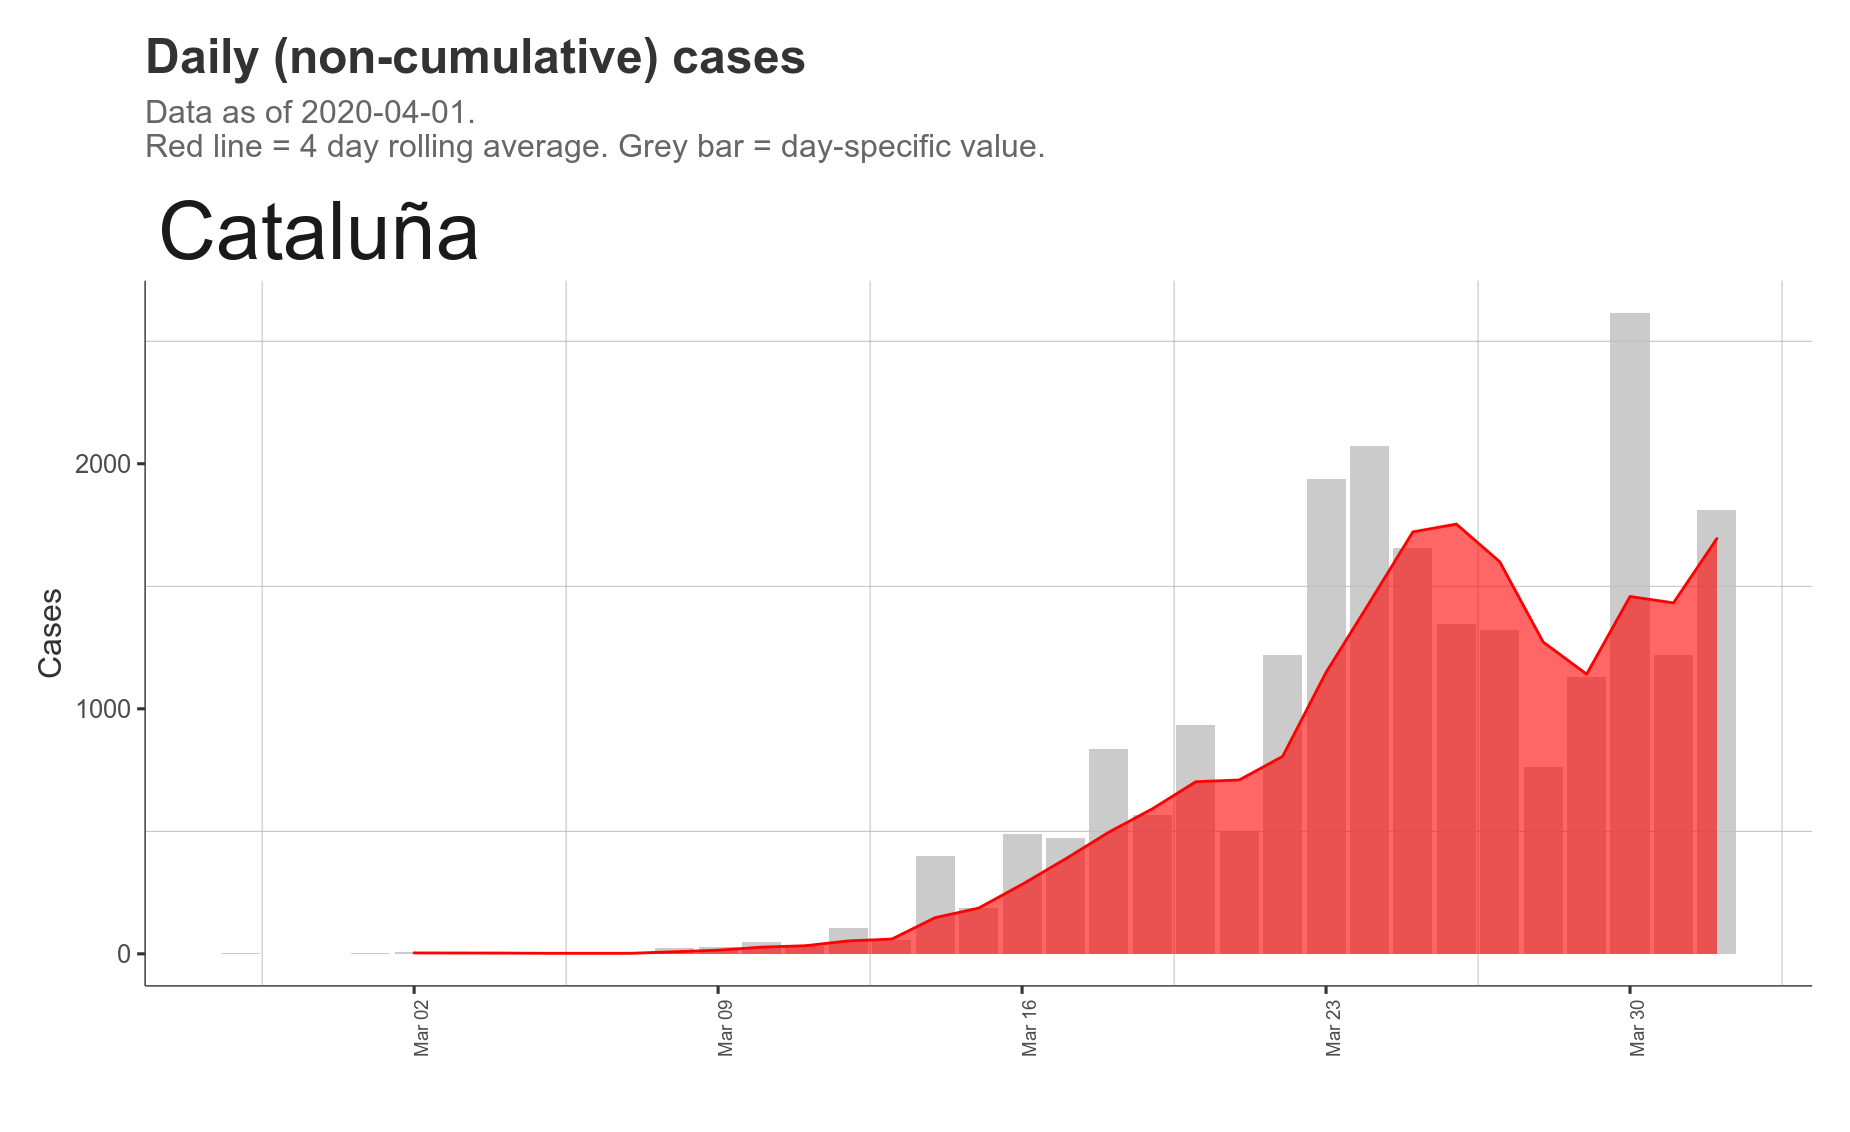 Daily (non-cumulative) cases
Data as of 2020-04-01.
Red line = 4 day rolling average. Grey bar = day-specific value.
Cataluña
Cases
2000
1000
0
Mar 02
Mar 09
Mar 16
Mar 23
Mar 30